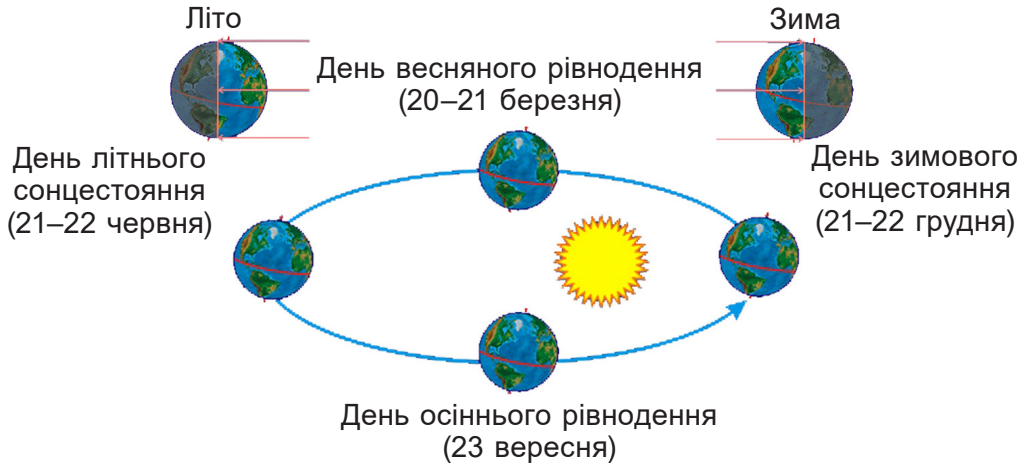 Літо
Зима
День весняного рівнодення
(20–21 березня)
День літнього
сонцестояння
(21–22 червня)
День зимового
сонцестояння
(21–22 грудня)
День осіннього рівнодення
(23 вересня)